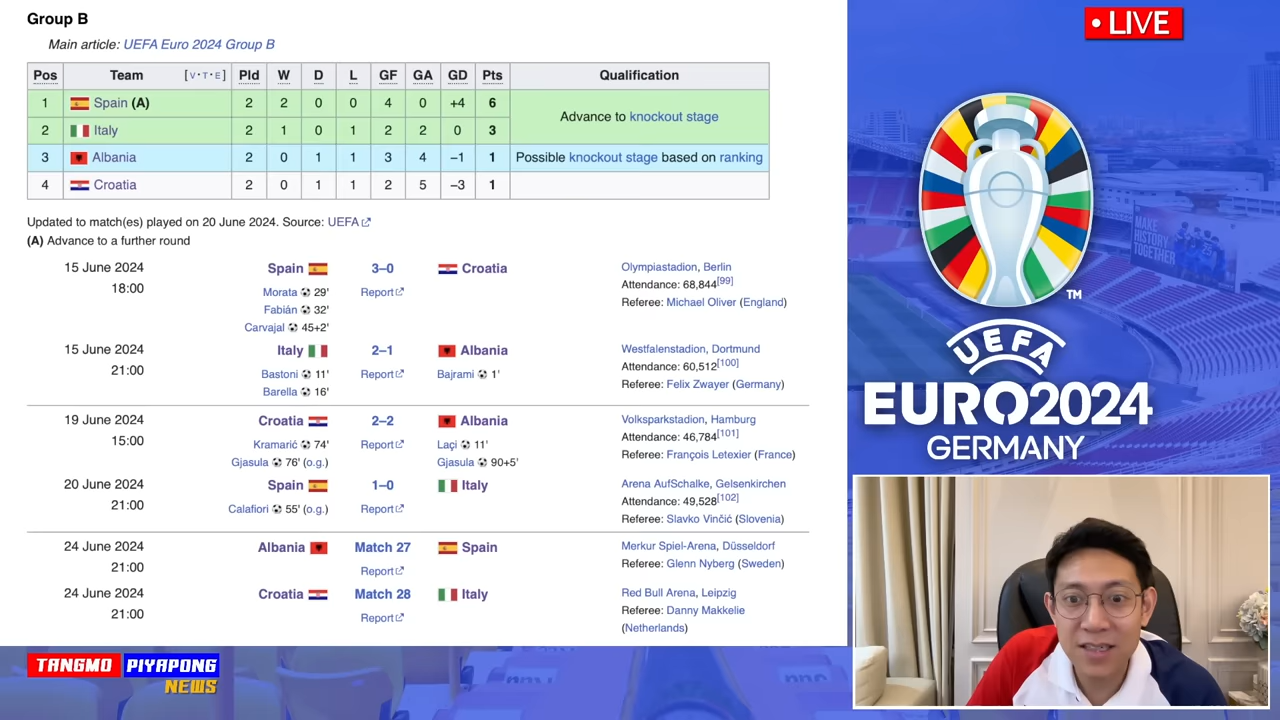 Group B
Main article: UEFA Euro 2024 Group B
Pos Team [V·T·E] Pld W D L GF GA GD Pts Qualification
1 Spain (A) 2 2 0 0 4 0 +4 6 Advance to knockout stage
2 Italy 2 1 0 1 2 2 0 3
3 Albania 2 0 1 1 3 4 −1 1 Possible knockout stage based on ranking
4 Croatia 2 0 1 1 2 5 −3 1
Updated to match(es) played on 20 June 2024. Source: UEFA
(A) Advance to a further round
15 June 2024 Spain 3–0 Croatia Olympiastadion, Berlin
18:00 Attendance: 68,844[99]
Morata 29' Report
Referee: Michael Oliver (England)
Fabián 32'
Carvajal 45+2'
15 June 2024 Italy 2–1 Albania Westfalenstadion, Dortmund
21:00 Attendance: 60,512[100]
Bastoni 11' Report Bajrami 1'
Referee: Felix Zwayer (Germany)
Barella 16'
19 June 2024 Croatia 2–2 Albania Volksparkstadion, Hamburg
15:00 Attendance: 46,784[101]
Kramarić 74' Report Laçi 11'
Referee: François Letexier (France)
Gjasula 76' (o.g.) Gjasula 90+5'
20 June 2024 Spain 1–0 Italy Arena AufSchalke, Gelsenkirchen
21:00 Attendance: 49,528[102]
Calafiori 55' (o.g.) Report
Referee: Slavko Vinčić (Slovenia)
24 June 2024 Albania Match 27 Spain Merkur Spiel-Arena, Düsseldorf
21:00 Report Referee: Glenn Nyberg (Sweden)
24 June 2024 Croatia Match 28 Italy Red Bull Arena, Leipzig
21:00 Report Referee: Danny Makkelie
(Netherlands)
• LIVE
MAKE
HISTORY
TOGETHER
TM
UEFA
EURO2024
GERMANY
TANGMO PIYAPONG
NEWS